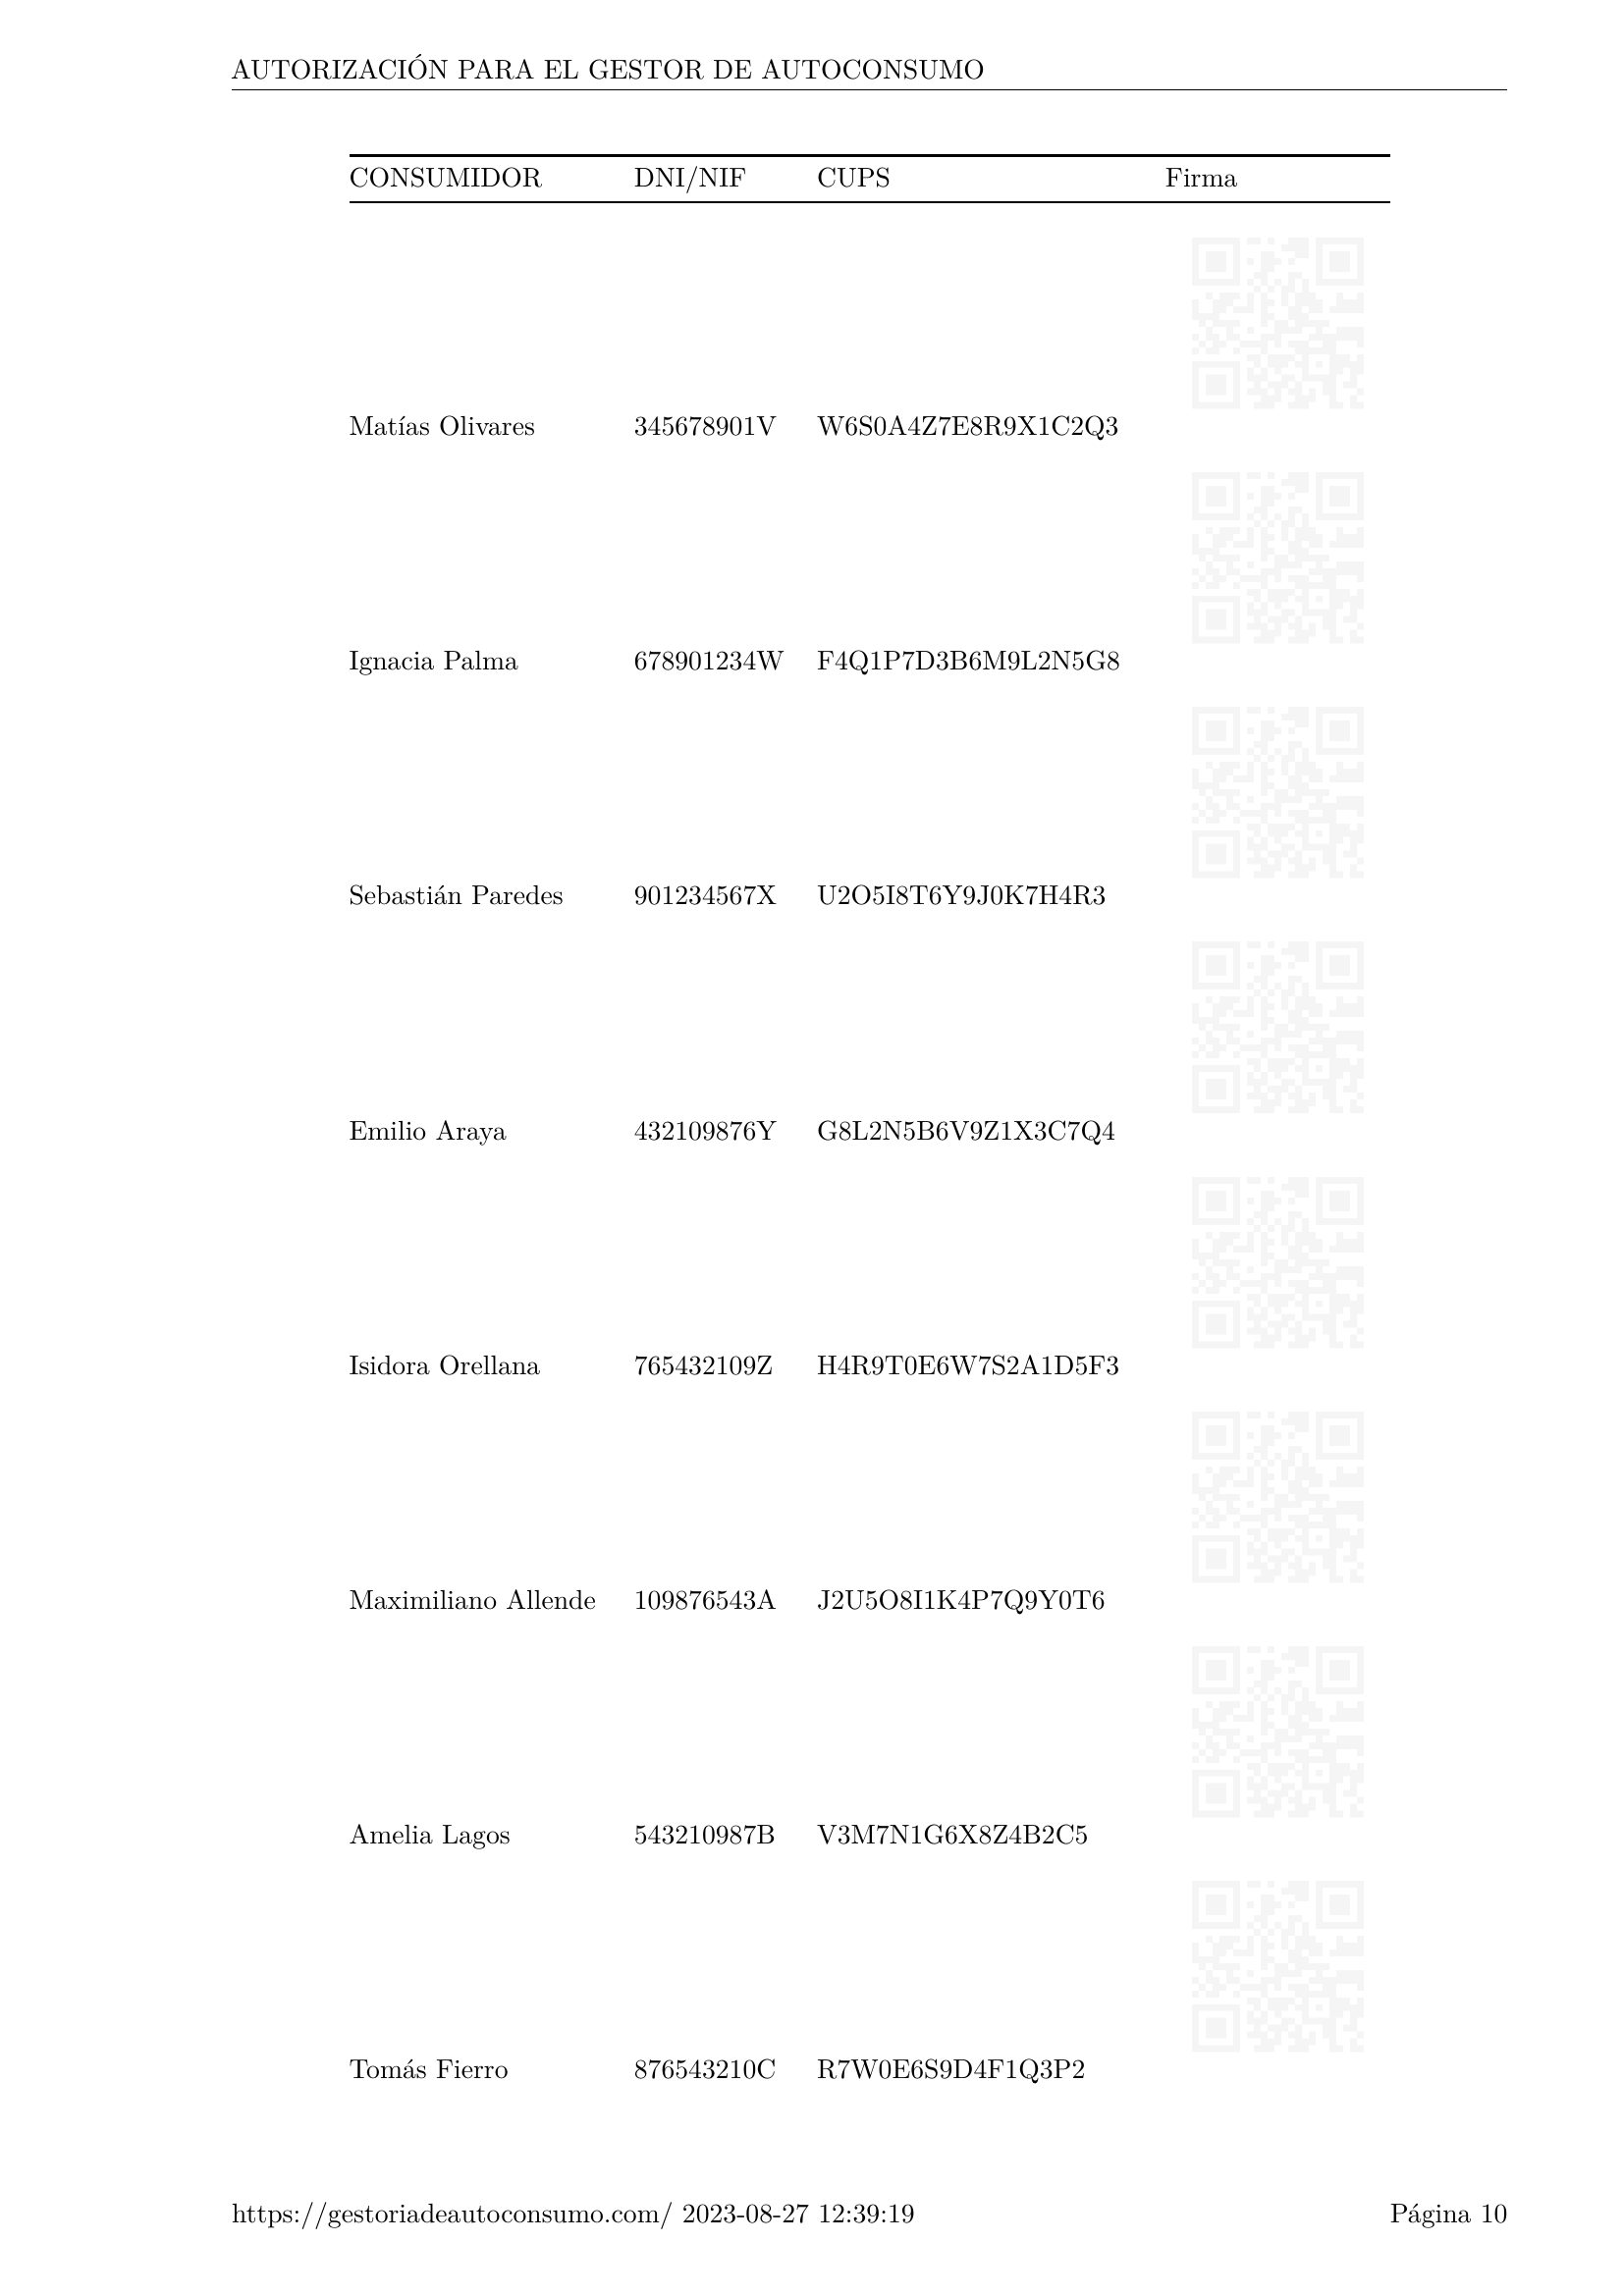 AUTORIZACIÓN PARA EL GESTOR DE AUTOCONSUMO
CONSUMIDOR DNI/NIF CUPS Firma
Matías Olivares 345678901V W6S0A4Z7E8R9X1C2Q3
Ignacia Palma 678901234W F4Q1P7D3B6M9L2N5G8
Sebastián Paredes 901234567X U2O5I8T6Y9J0K7H4R3
Emilio Araya 432109876Y G8L2N5B6V9Z1X3C7Q4
Isidora Orellana 765432109Z H4R9T0E6W7S2A1D5F3
Maximiliano Allende 109876543A J2U5O8I1K4P7Q9Y0T6
Amelia Lagos 543210987B V3M7N1G6X8Z4B2C5
Tomás Fierro 876543210C R7W0E6S9D4F1Q3P2
https://gestoriadeautoconsumo.com/ 2023-08-27 12:39:19 Página 10